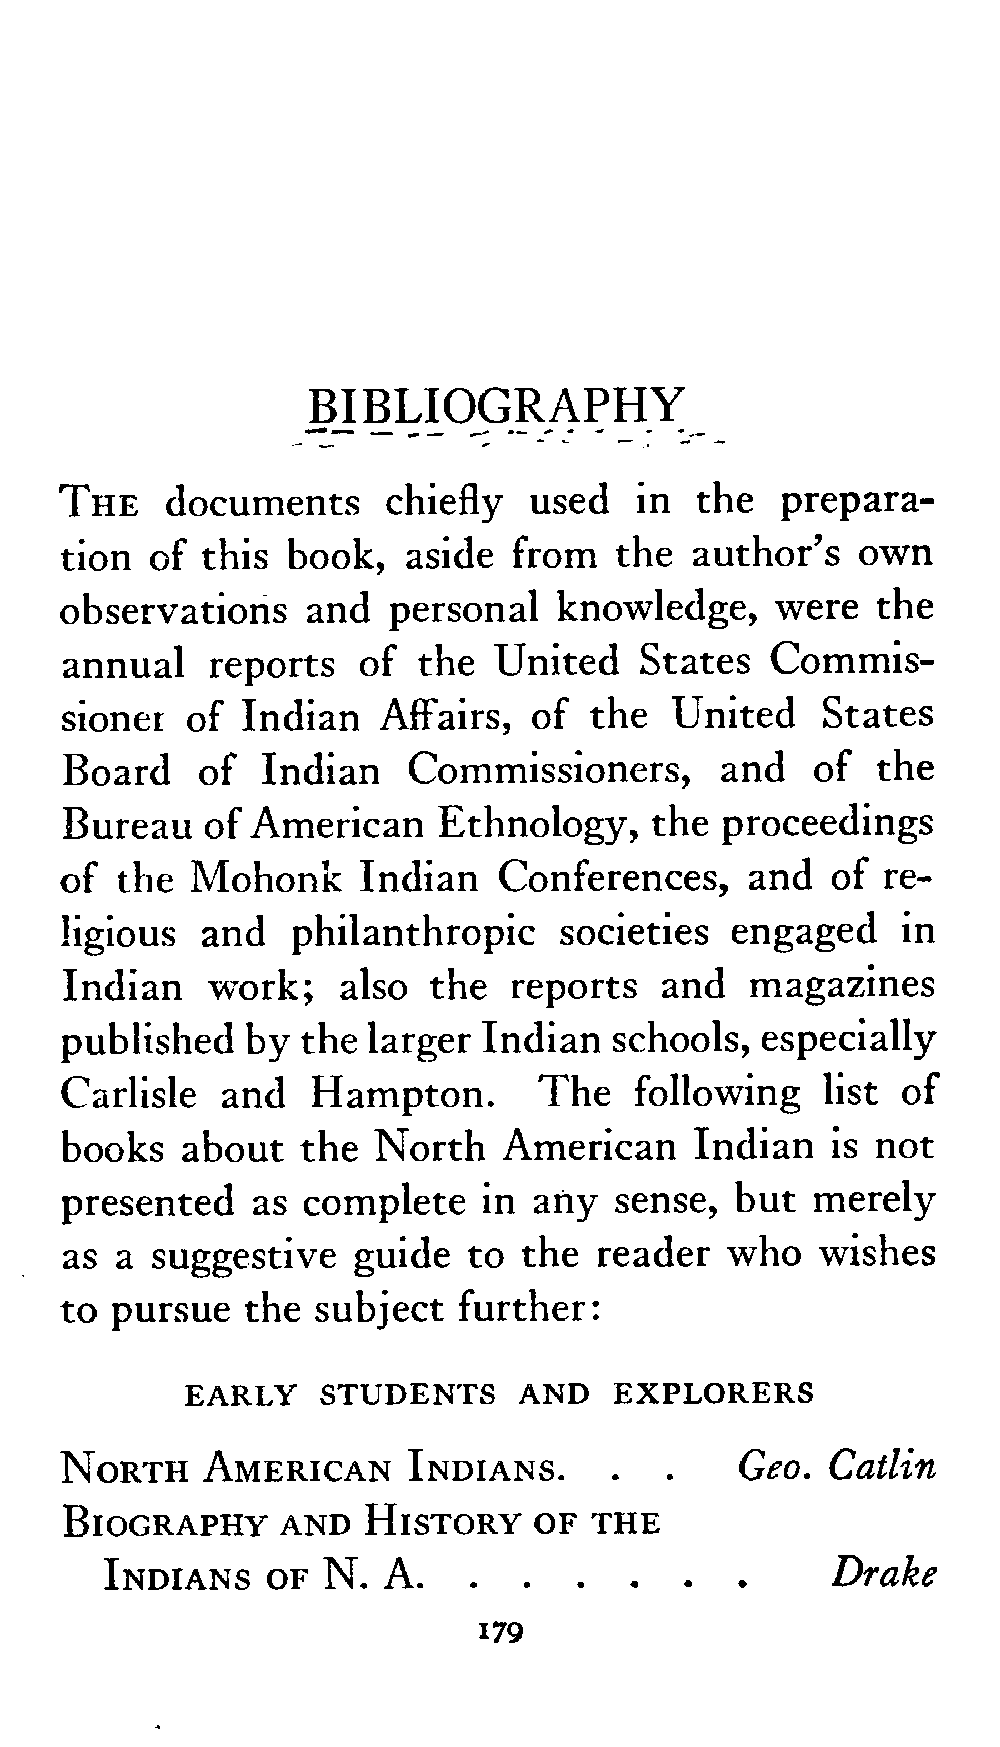 BIBLIOGRAPHY
THE documents chiefly used in the prepara-
tion of this book, aside from the author's own
observations and personal knowledge, were the
annual reports of the United States Commis-
sioner of Indian Affairs, of the United States
Board of Indian Commissioners, and of the
Bureau of American Ethnology, the proceedings
of the Mohonk Indian Conferences, and of re-
ligious and philanthropic societies engaged in
Indian work; also the reports and magazines
published by the larger Indian schools, especially
Carlisle and Hampton. The following list of
books about the North American Indian is not
presented as complete in any sense, but merely
as a suggestive guide to the reader who wishes
to pursue the subject further:
EARLY STUDENTS AND EXPLORERS
NORTH AMERICAN INDIANS. . . Geo. Catlin
BIOGRAPHY AND HISTORY OF THE
INDIANS OF N. A. . . . . . . Drake
179